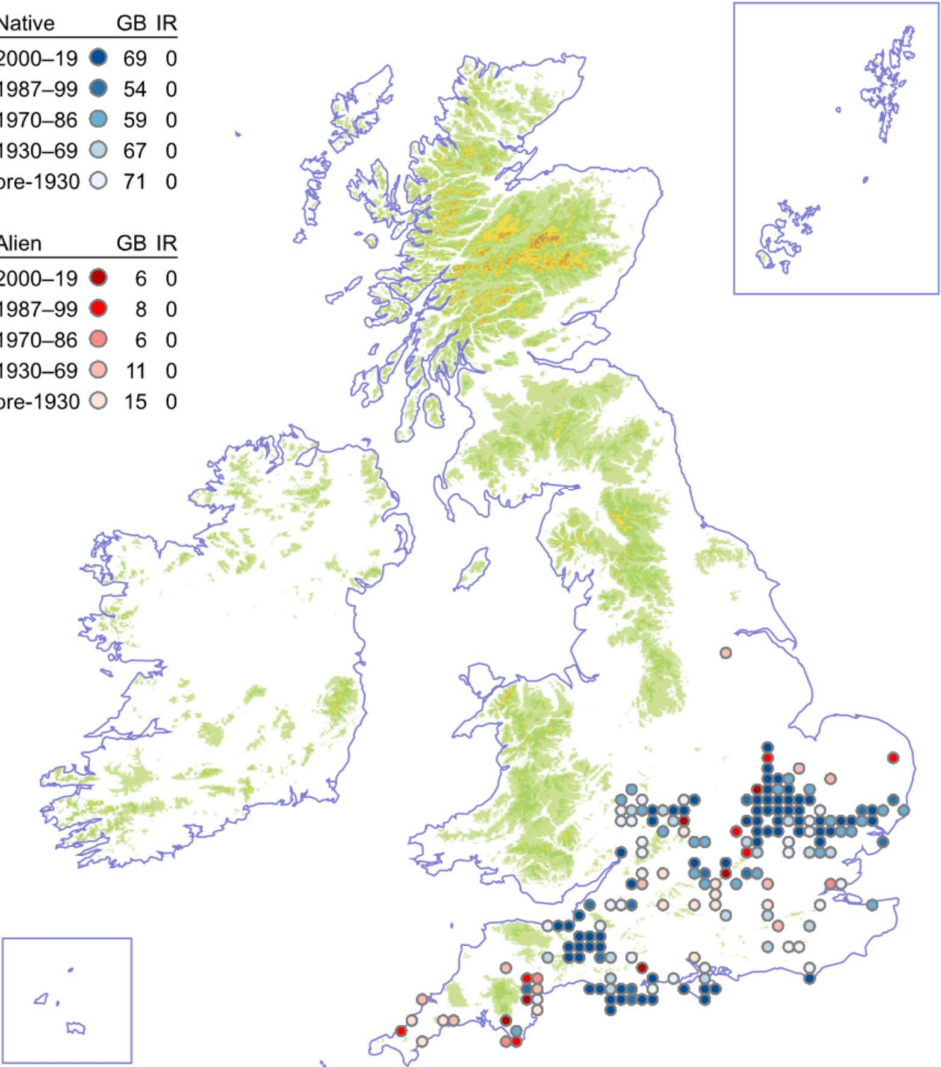 Native GB IR
2000–19 69 0
1987–99 54 0
1970–86 59 0
1930–69 67 0
pre-1930 71 0
Alien GB IR
2000–19 6 0
1987–99 8 0
1970–86 6 0
1930–69 11 0
pre-1930 15 0